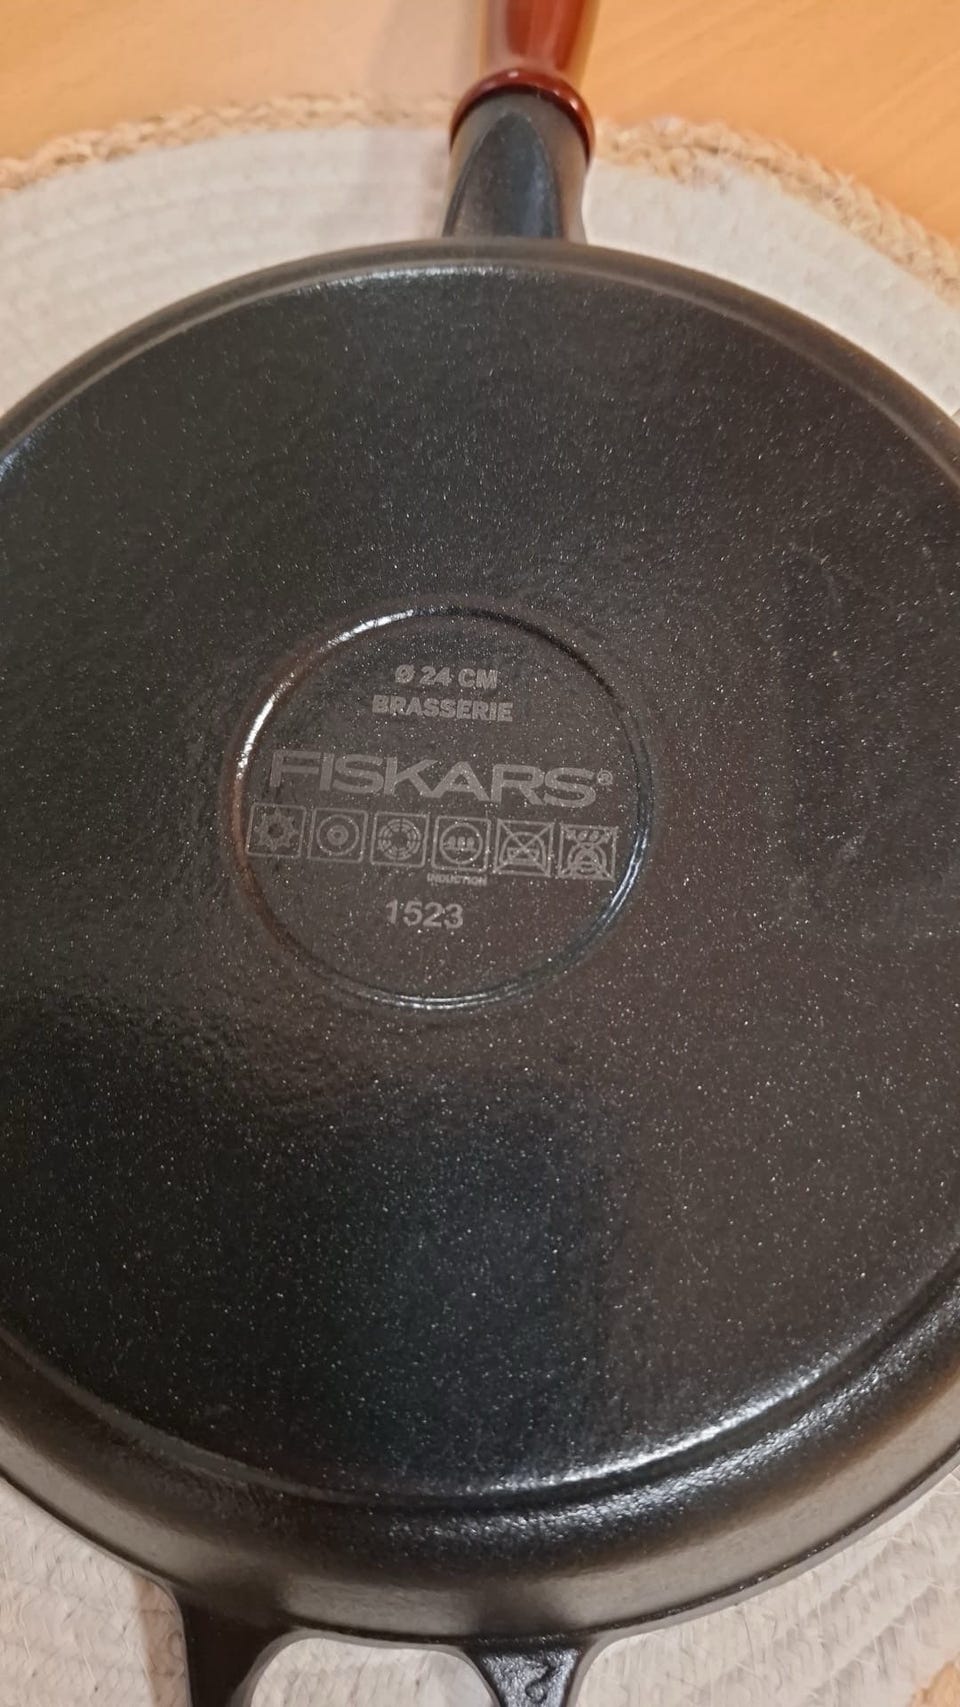 Ø 24 CM
BRASSERIE
FISKARS®
INDUCTION
1523